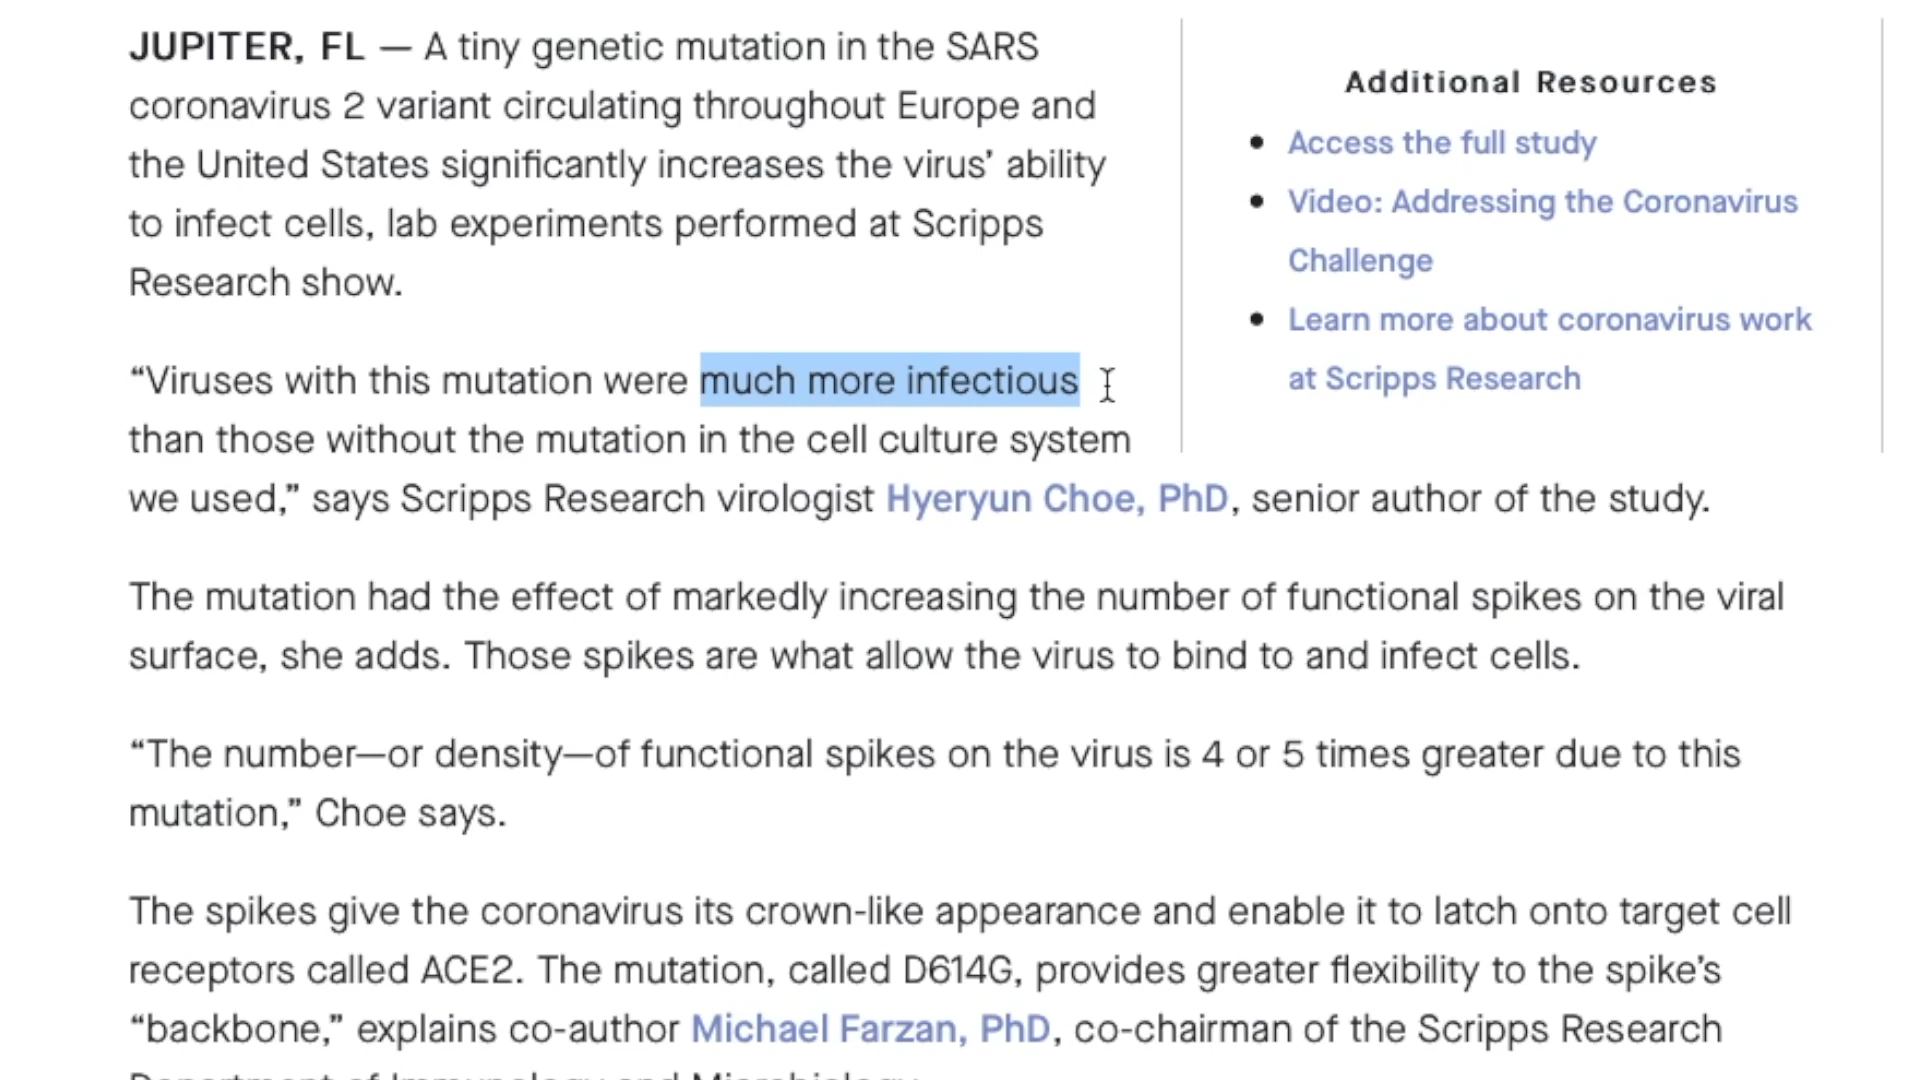 JUPITER, FL — A tiny genetic mutation in the SARS
coronavirus 2 variant circulating throughout Europe and
the United States significantly increases the virus’ ability
to infect cells, lab experiments performed at Scripps
Research show.
“Viruses with this mutation were much more infectious
than those without the mutation in the cell culture system
we used,” says Scripps Research virologist Hyeryun Choe, PhD, senior author of the study.
The mutation had the effect of markedly increasing the number of functional spikes on the viral
surface, she adds. Those spikes are what allow the virus to bind to and infect cells.
“The number—or density—of functional spikes on the virus is 4 or 5 times greater due to this
mutation,” Choe says.
The spikes give the coronavirus its crown-like appearance and enable it to latch onto target cell
receptors called ACE2. The mutation, called D614G, provides greater flexibility to the spike’s
“backbone,” explains co-author Michael Farzan, PhD, co-chairman of the Scripps Research
Department of Immunology and Microbiology.
Additional Resources
• Access the full study
• Video: Addressing the Coronavirus
Challenge
• Learn more about coronavirus work
at Scripps Research